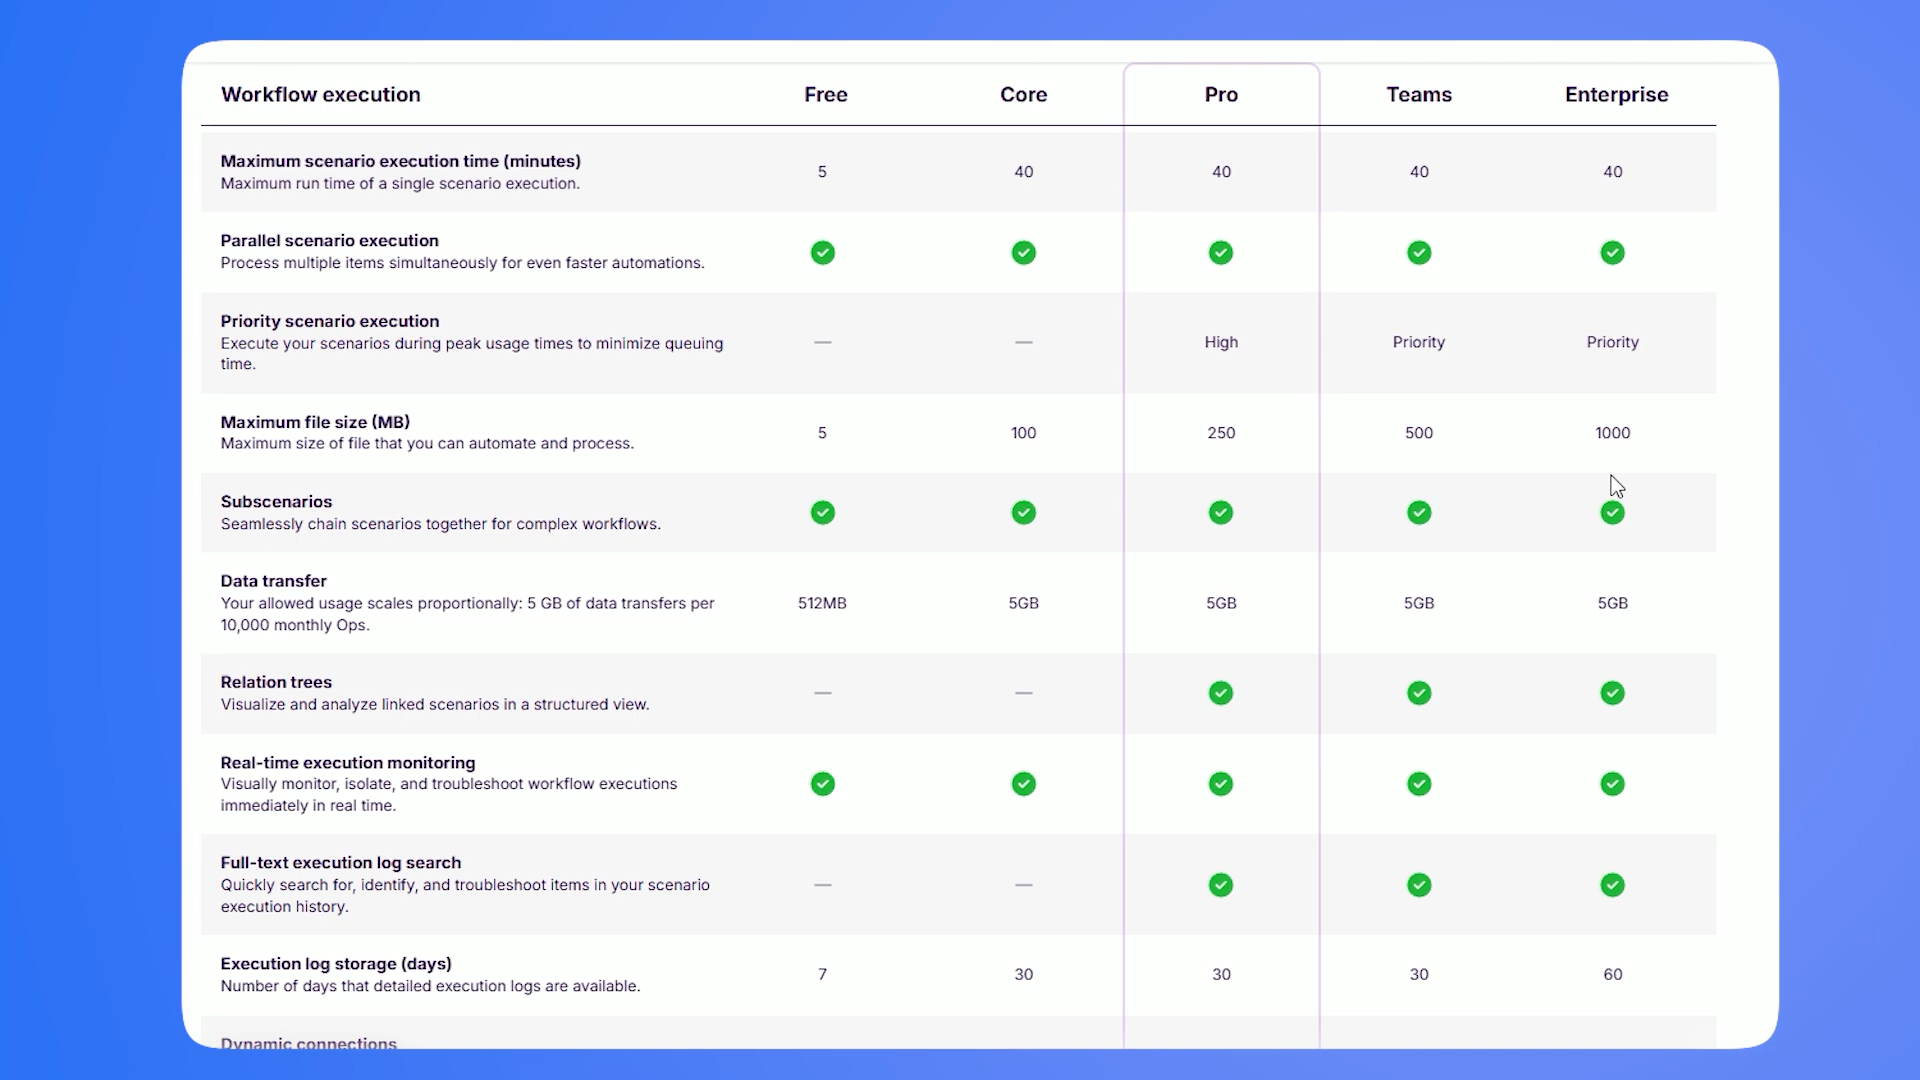 Workflow execution Free Core Pro Teams Enterprise
Maximum scenario execution time (minutes)
Maximum run time of a single scenario execution.
5 40 40 40 40
Parallel scenario execution
Process multiple items simultaneously for even faster automations.
Priority scenario execution
Execute your scenarios during peak usage times to minimize queuing
time.
— — High Priority Priority
Maximum file size (MB)
Maximum size of file that you can automate and process.
5 100 250 500 1000
Subscenarios
Seamlessly chain scenarios together for complex workflows.
Data transfer
Your allowed usage scales proportionally: 5 GB of data transfers per
10,000 monthly Ops.
512MB 5GB 5GB 5GB 5GB
Relation trees
Visualize and analyze linked scenarios in a structured view.
— —
Real-time execution monitoring
Visually monitor, isolate, and troubleshoot workflow executions
immediately in real time.
Full-text execution log search
Quickly search for, identify, and troubleshoot items in your scenario
execution history.
— —
Execution log storage (days)
Number of days that detailed execution logs are available.
7 30 30 30 60
Dynamic connections